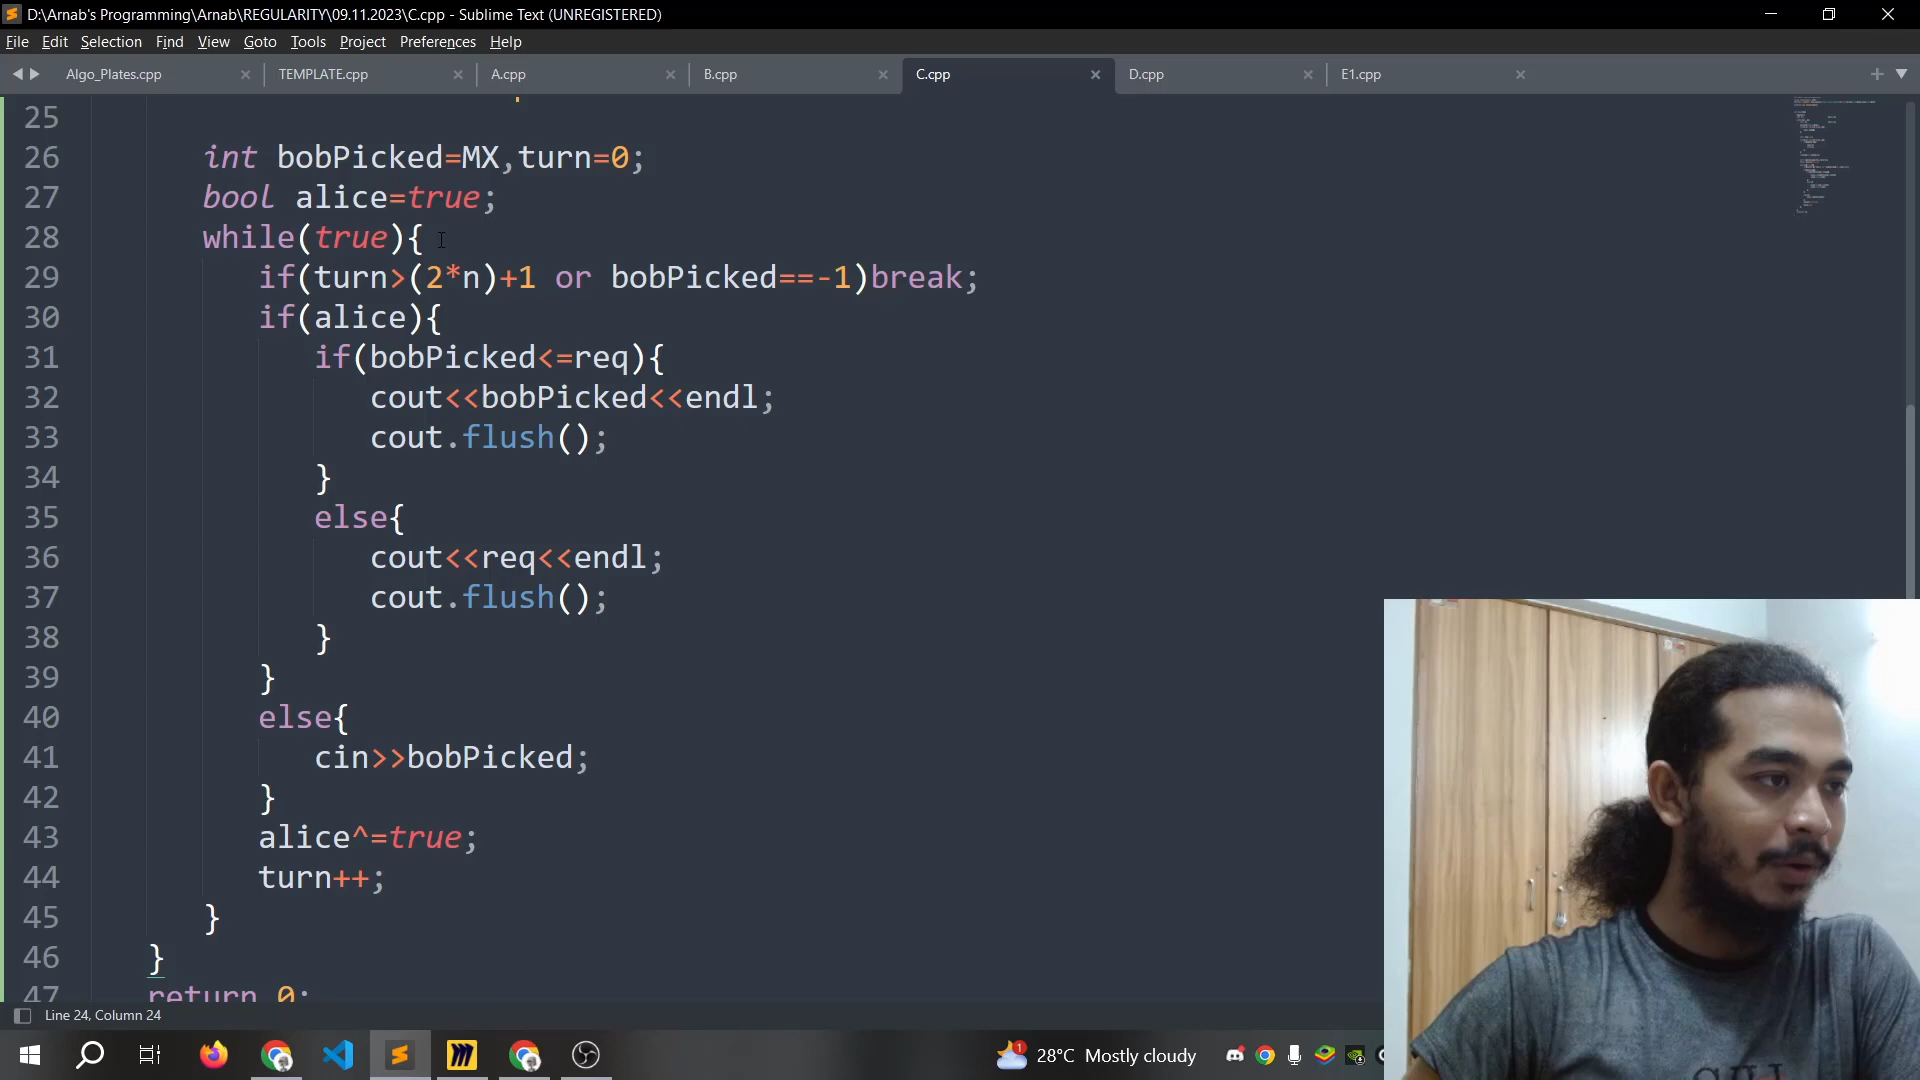 D:\Arnab's Programming\Arnab\REGULARITY\09.11.2023\C.cpp - Sublime Text (UNREGISTERED)
File Edit Selection Find View Goto Tools Project Preferences Help
Algo_Plates.cpp TEMPLATE.cpp A.cpp B.cpp C.cpp D.cpp E1.cpp
25
26 int bobPicked=MX,turn=0;
27 bool alice=true;
28 while(true){
29 if(turn>(2*n)+1 or bobPicked==-1)break;
30 if(alice){
31 if(bobPicked<=req){
32 cout<<bobPicked<<endl;
33 cout.flush();
34 }
35 else{
36 cout<<req<<endl;
37 cout.flush();
38 }
39 }
40 else{
41 cin>>bobPicked;
42 }
43 alice^=true;
44 turn++;
45 }
46 }
47 return 0;
Line 24, Column 24
1 28°C Mostly cloudy